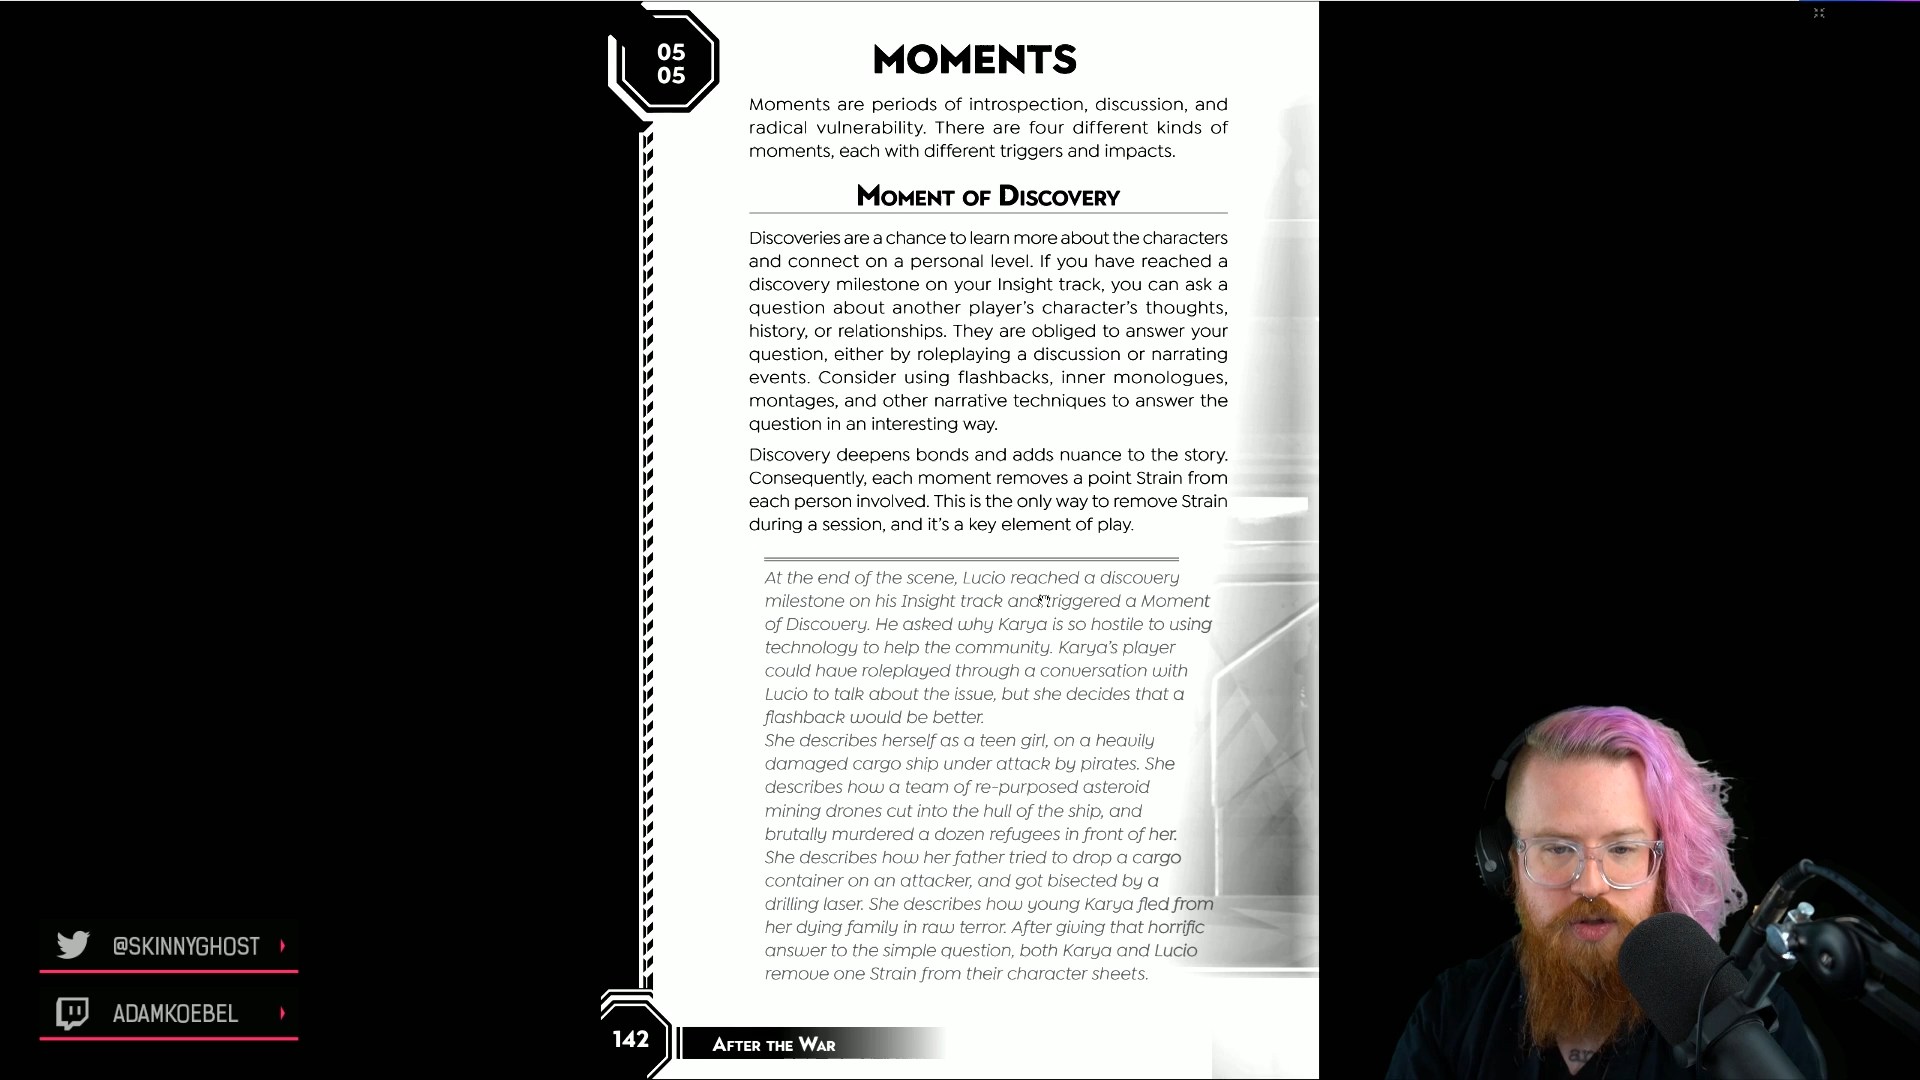 05
05
MOMENTS
Moments are periods of introspection, discussion, and
radical vulnerability. There are four different kinds of
moments, each with different triggers and impacts.
MOMENT OF DISCOVERY
Discoveries are a chance to learn more about the characters
and connect on a personal level. If you have reached a
discovery milestone on your Insight track, you can ask a
question about another player's character's thoughts,
history, or relationships. They are obliged to answer your
question, either by roleplaying a discussion or narrating
events. Consider using flashbacks, inner monologues,
montages, and other narrative techniques to answer the
question in an interesting way.
Discovery deepens bonds and adds nuance to the story.
Consequently, each moment removes a point Strain from
each person involved. This is the only way to remove Strain
during a session, and it's a key element of play.
At the end of the scene, Lucio reached a discovery
milestone on his Insight track and triggered a Moment
of Discovery. He asked why Karya is so hostile to using
technology to help the community. Karya's player
could have roleplayed through a conversation with
Lucio to talk about the issue, but she decides that a
flashback would be better.
She describes herself as a teen girl, on a heavily
damaged cargo ship under attack by pirates. She
describes how a team of re-purposed asteroid
mining drones cut into the hull of the ship, and
brutally murdered a dozen refugees in front of her.
She describes how her father tried to drop a cargo
container on an attacker, and got bisected by a
drilling laser. She describes how young Karya fled from
her dying family in raw terror. After giving that horrific
answer to the simple question, both Karya and Lucio
remove one Strain from their character sheets.
142
AFTER THE WAR
@SKINNYGHOST
ADAMKOEBEL